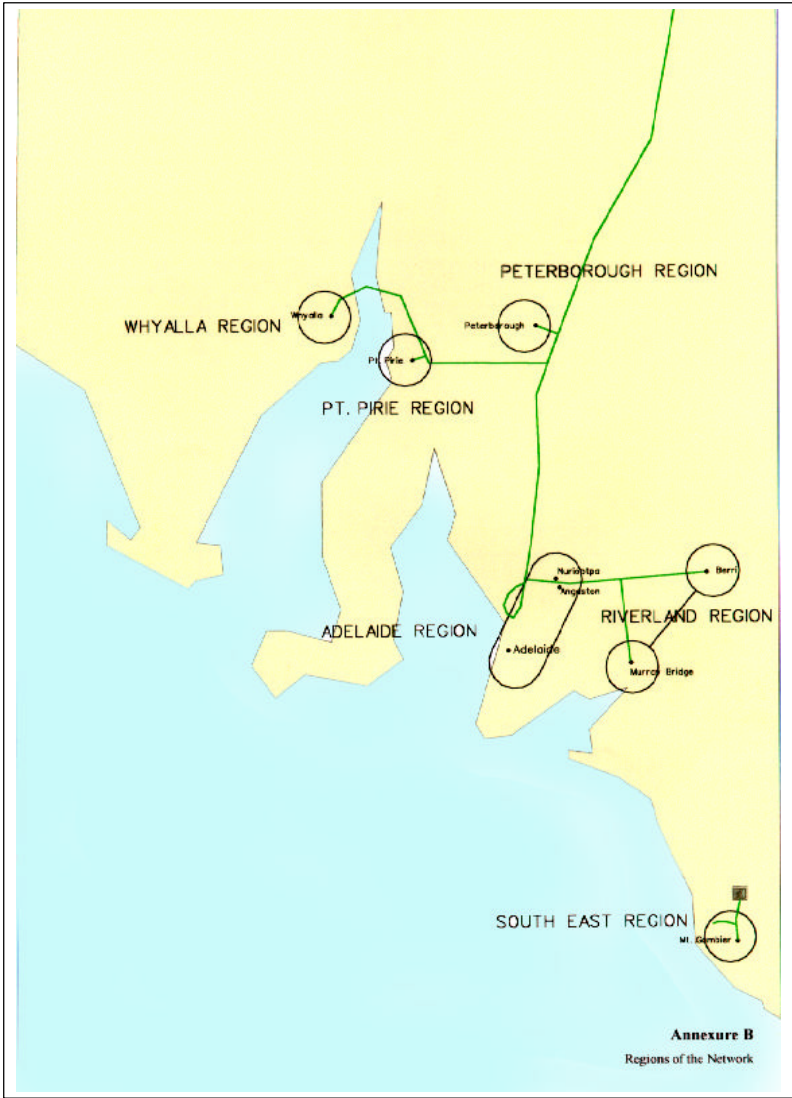 PETERBOROUGH REGION
Whyalla
WHYALLA REGION
Peterborough
Pt. Pirie
PT. PIRIE REGION
Nuriootpa
Angaston
Berri
RIVERLAND REGION
ADELAIDE REGION
Adelaide
Murray Bridge
SOUTH EAST REGION
Mt. Gambier
Annexure B
Regions of the Network